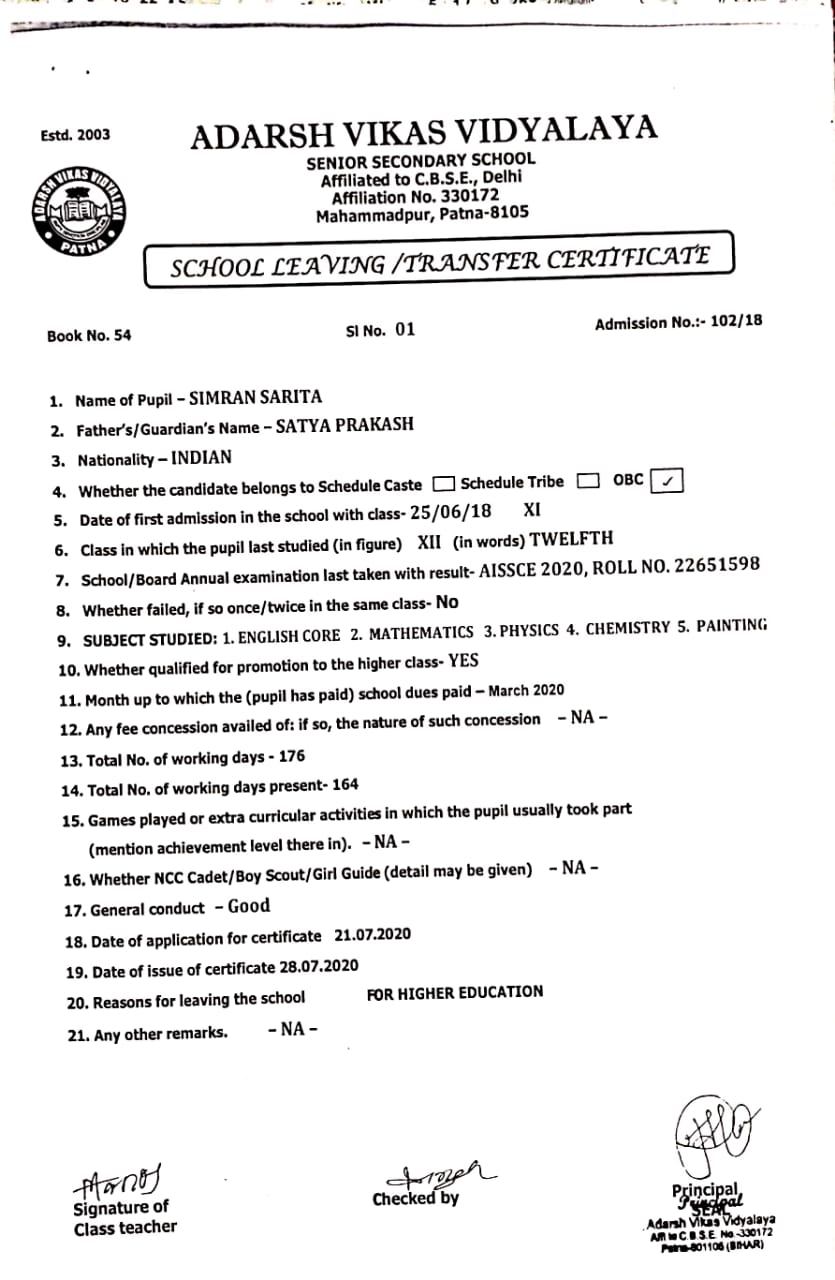 Estd. 2003
ADARSH VIKAS VIDYALAYA
SENIOR SECONDARY SCHOOL
Affiliated to C.B.S.E., Delhi
Affiliation No. 330172
Mahammadpur, Patna-8105
ADARSH VIKAS VIDYALAYA
PATNA
SCHOOL LEAVING /TRANSFER CERTIFICATE
Book No. 54 Sl No. 01 Admission No.:- 102/18
1. Name of Pupil – SIMRAN SARITA
2. Father's/Guardian's Name – SATYA PRAKASH
3. Nationality – INDIAN
4. Whether the candidate belongs to Schedule Caste ☐ Schedule Tribe ☐ OBC ✓
5. Date of first admission in the school with class- 25/06/18 XI
6. Class in which the pupil last studied (in figure) XII (in words) TWELFTH
7. School/Board Annual examination last taken with result- AISSCE 2020, ROLL NO. 22651598
8. Whether failed, if so once/twice in the same class- No
9. SUBJECT STUDIED: 1. ENGLISH CORE 2. MATHEMATICS 3. PHYSICS 4. CHEMISTRY 5. PAINTING
10. Whether qualified for promotion to the higher class- YES
11. Month up to which the (pupil has paid) school dues paid – March 2020
12. Any fee concession availed of: if so, the nature of such concession – NA –
13. Total No. of working days - 176
14. Total No. of working days present- 164
15. Games played or extra curricular activities in which the pupil usually took part
(mention achievement level there in). – NA –
16. Whether NCC Cadet/Boy Scout/Girl Guide (detail may be given) – NA –
17. General conduct – Good
18. Date of application for certificate 21.07.2020
19. Date of issue of certificate 28.07.2020
20. Reasons for leaving the school FOR HIGHER EDUCATION
21. Any other remarks. – NA –
Signature of
Class teacher
Checked by
Principal
Principal
SEAL
Adarsh Vikas Vidyalaya
C.B.S.E. No.-330172
Patna-801106 (BIHAR)